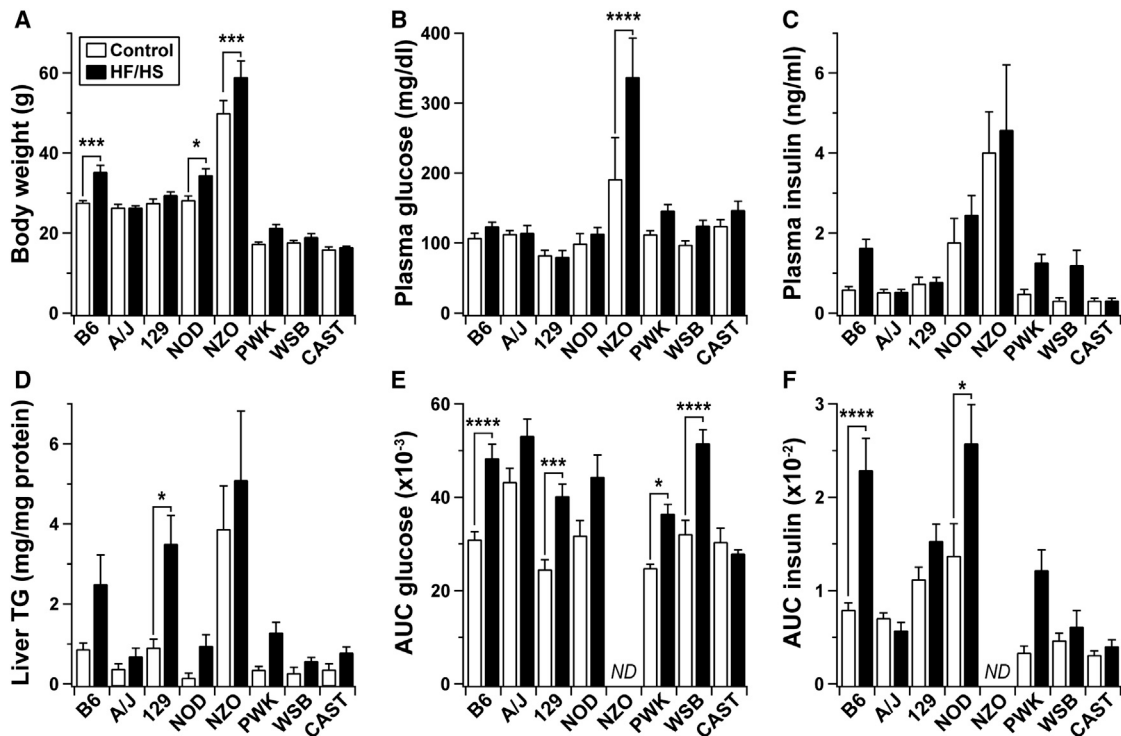 A
Control
HF/HS
Body weight (g)
60
40
20
0
***
*
***
B6
A/J
129
NOD
NZO
PWK
WSB
CAST
B
Plasma glucose (mg/dl)
400
300
200
100
0
****
B6
A/J
129
NOD
NZO
PWK
WSB
CAST
C
Plasma insulin (ng/ml)
6
4
2
0
B6
A/J
129
NOD
NZO
PWK
WSB
CAST
D
Liver TG (mg/mg protein)
6
4
2
0
*
B6
A/J
129
NOD
NZO
PWK
WSB
CAST
E
AUC glucose (x10⁻³)
60
40
20
0
****
***
*
****
ND
B6
A/J
129
NOD
NZO
PWK
WSB
CAST
F
AUC insulin (x10⁻²)
3
2
1
0
****
*
ND
B6
A/J
129
NOD
NZO
PWK
WSB
CAST